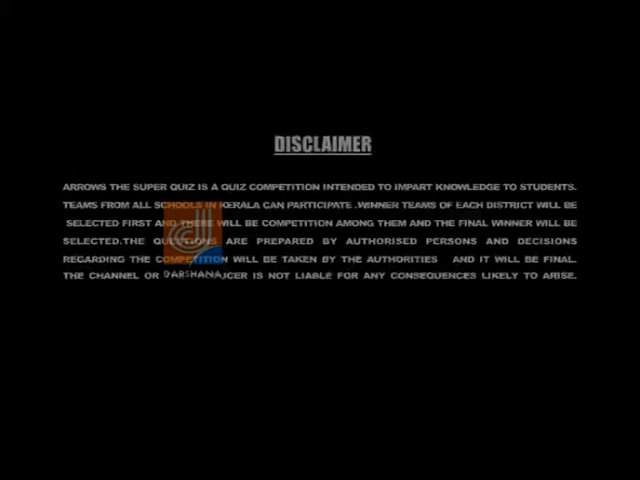 DISCLAIMER
ARROWS THE SUPER QUIZ IS A QUIZ COMPETITION INTENDED TO IMPART KNOWLEDGE TO STUDENTS.
TEAMS FROM ALL SCHOOLS IN KERALA CAN PARTICIPATE .WINNER TEAMS OF EACH DISTRICT WILL BE
SELECTED FIRST AND THERE WILL BE COMPETITION AMONG THEM AND THE FINAL WINNER WILL BE
SELECTED.THE QUESTIONS ARE PREPARED BY AUTHORISED PERSONS AND DECISIONS
REGARDING THE COMPETITION WILL BE TAKEN BY THE AUTHORITIES AND IT WILL BE FINAL.
THE CHANNEL OR IS NOT LIABLE FOR ANY CONSEQUENCES LIKELY TO ARISE.
DARSHANA